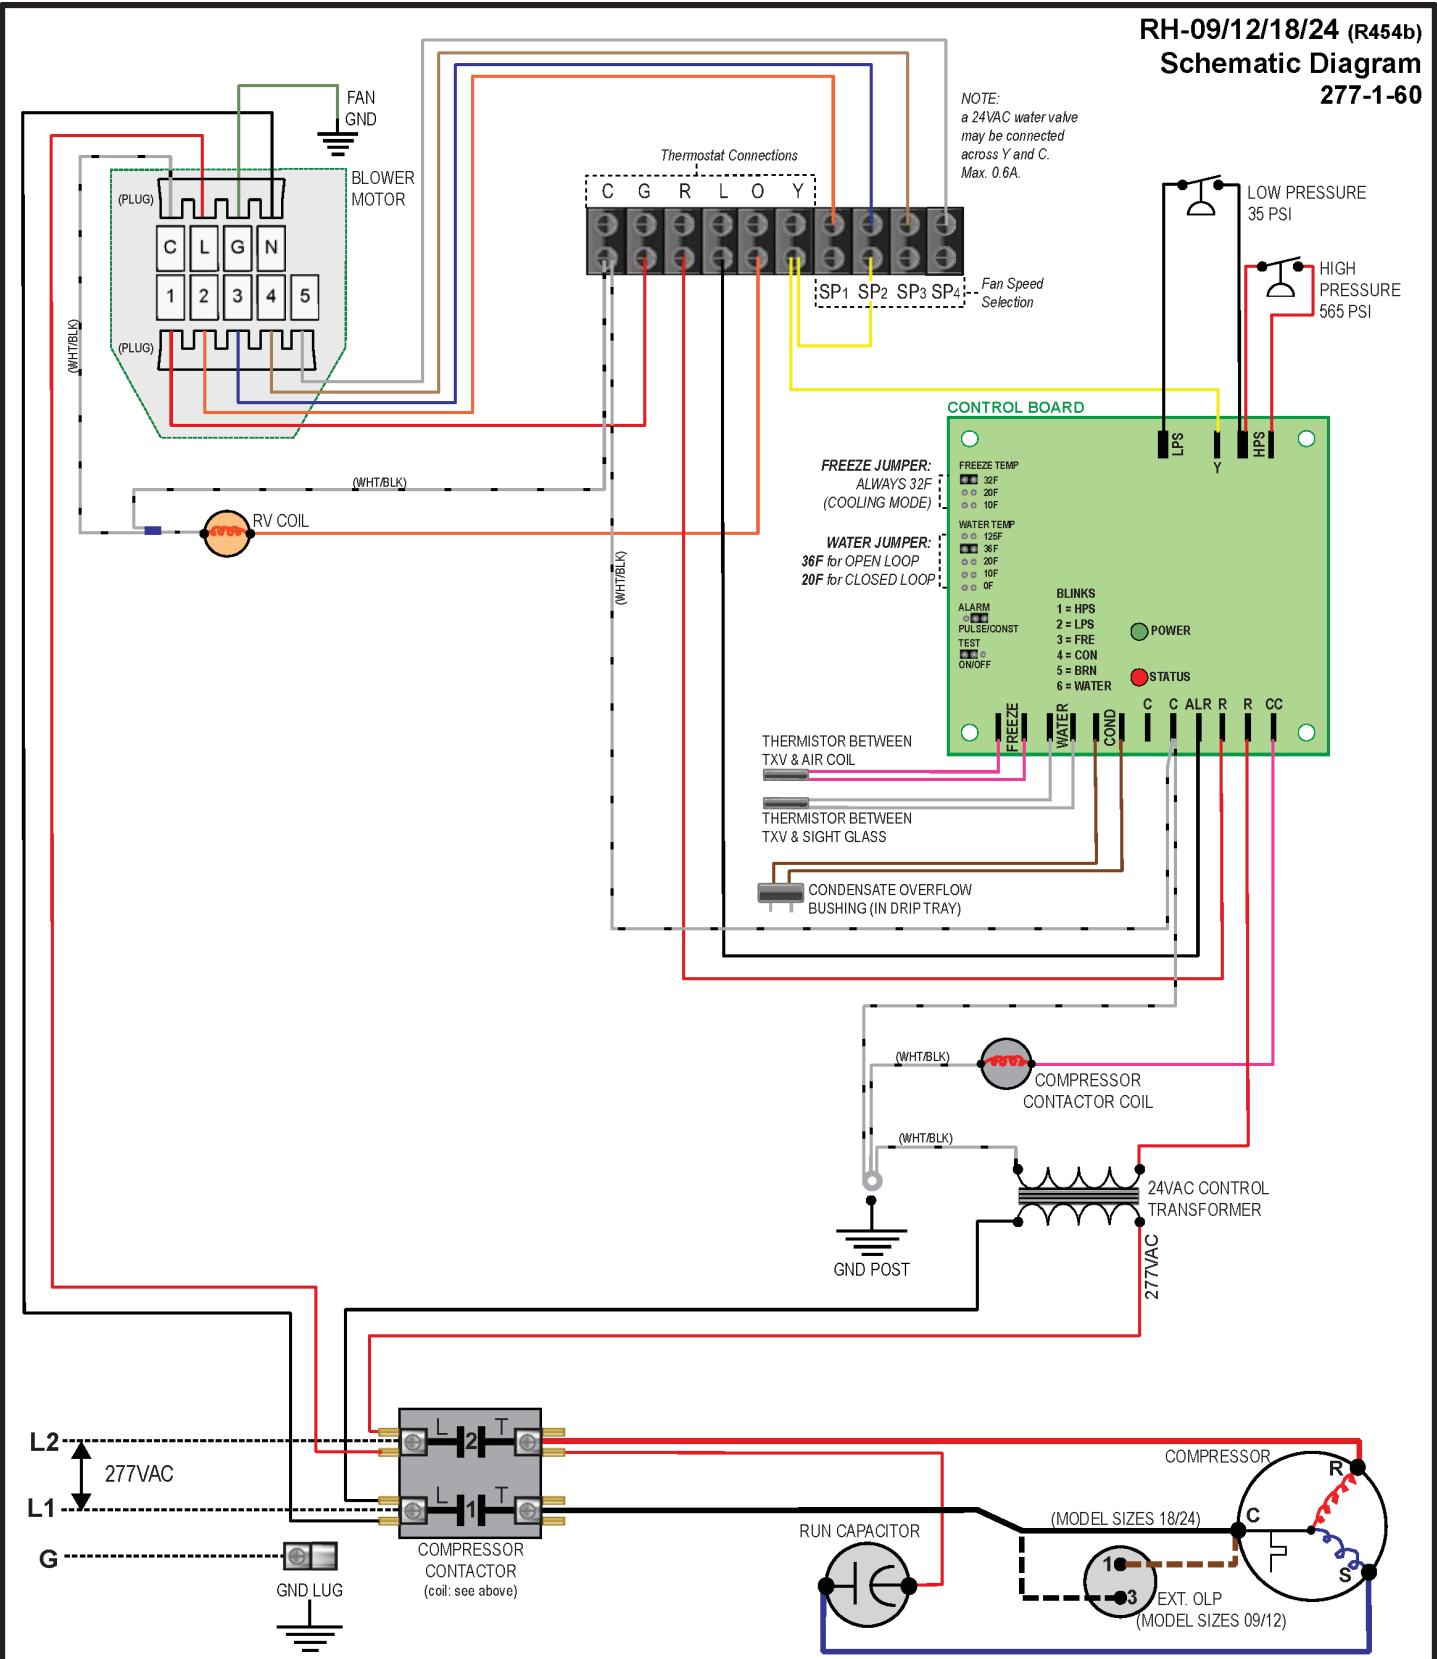 RH-09/12/18/24 (R454b)
Schematic Diagram
277-1-60
FAN
GND
NOTE:
a 24VAC water valve
may be connected
across Y and C.
Max. 0.6A.
Thermostat Connections
C G R L O Y
BLOWER
MOTOR
(PLUG)
C L G N
1 2 3 4 5
(PLUG)
(WHT/BLK)
SP1 SP2 SP3 SP4
Fan Speed
Selection
LOW PRESSURE
35 PSI
HIGH
PRESSURE
565 PSI
CONTROL BOARD
LPS
Y
HPS
FREEZE JUMPER:
ALWAYS 32F
(COOLING MODE)
FREEZE TEMP
32F
20F
10F
WATER JUMPER:
36F for OPEN LOOP
20F for CLOSED LOOP
WATER TEMP
125F
36F
20F
10F
0F
ALARM
PULSE/CONST
TEST
ON/OFF
BLINKS
1 = HPS
2 = LPS
3 = FRE
4 = CON
5 = BRN
6 = WATER
POWER
STATUS
FREEZE
WATER
COND
C C ALR R R CC
(WHT/BLK)
RV COIL
(WHT/BLK)
THERMISTOR BETWEEN
TXV & AIR COIL
THERMISTOR BETWEEN
TXV & SIGHT GLASS
CONDENSATE OVERFLOW
BUSHING (IN DRIP TRAY)
(WHT/BLK)
COMPRESSOR
CONTACTOR COIL
(WHT/BLK)
24VAC CONTROL
TRANSFORMER
GND POST
277VAC
L2
277VAC
L1
G
L 2 T
L 1 T
COMPRESSOR
CONTACTOR
(coil: see above)
GND LUG
RUN CAPACITOR
COMPRESSOR
R
C
S
(MODEL SIZES 18/24)
1
3
EXT. OLP
(MODEL SIZES 09/12)